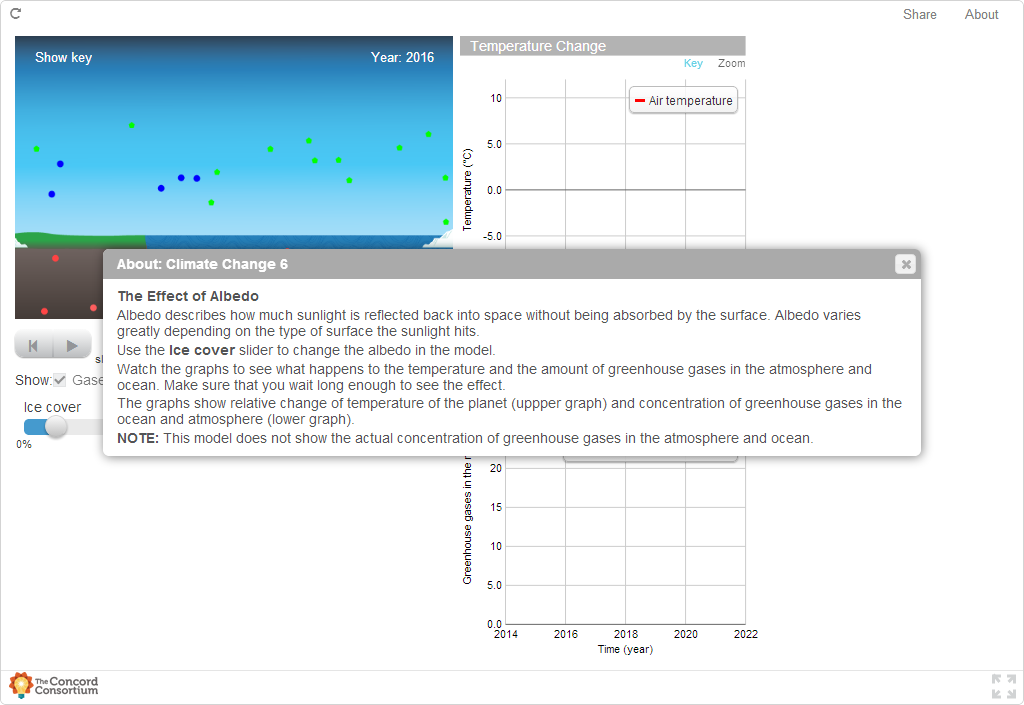 Share About
Show key
Year: 2016
Temperature Change
Key Zoom
10
Air temperature
5.0
Temperature (°C)
0.0
-5.0
About: Climate Change 6
The Effect of Albedo
Albedo describes how much sunlight is reflected back into space without being absorbed by the surface. Albedo varies
greatly depending on the type of surface the sunlight hits.
Use the Ice cover slider to change the albedo in the model.
Watch the graphs to see what happens to the temperature and the amount of greenhouse gases in the atmosphere and
ocean. Make sure that you wait long enough to see the effect.
The graphs show relative change of temperature of the planet (uppper graph) and concentration of greenhouse gases in the
ocean and atmosphere (lower graph).
NOTE: This model does not show the actual concentration of greenhouse gases in the atmosphere and ocean.
Show:
Ice cover
0%
20
15
10
5.0
0.0
Greenhouse gases in the
2014 2016 2018 2020 2022
Time (year)
The Concord
Consortium